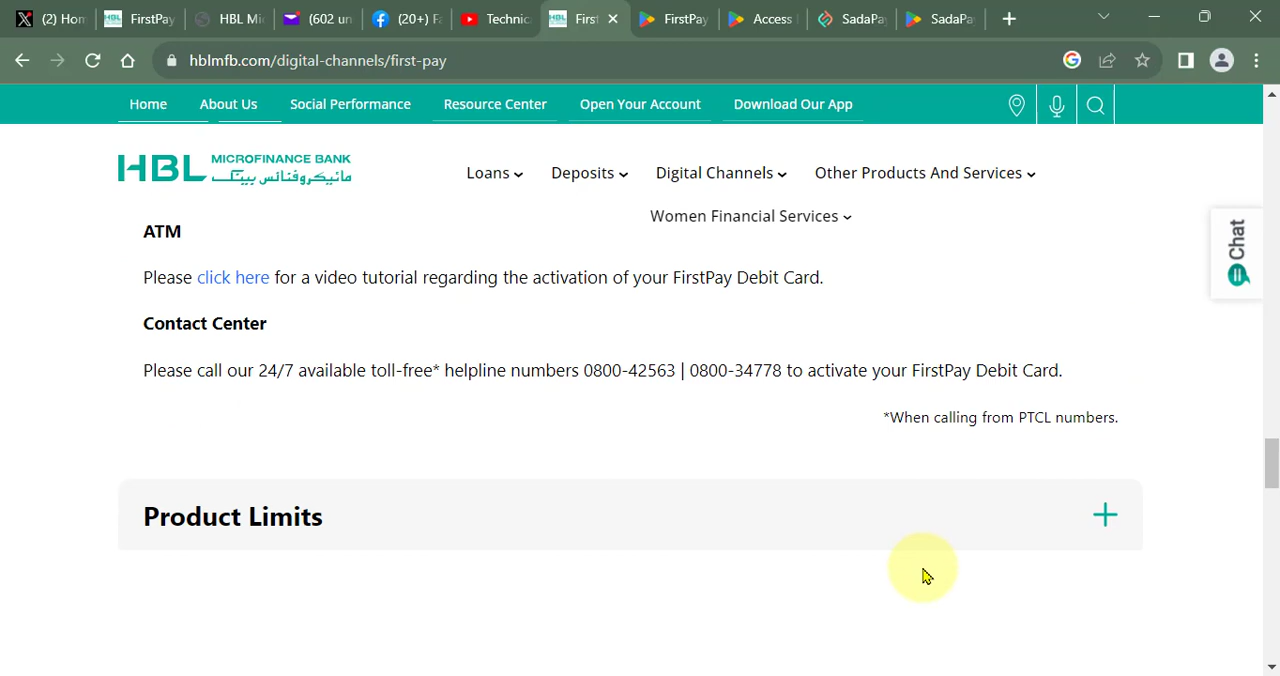 (2) Hom
FirstPay
HBL Mi
(602 un
(20+) Fa
Technic
First
FirstPay
Access
SadaPa
SadaPa
hblmfb.com/digital-channels/first-pay
Home About Us Social Performance Resource Center Open Your Account Download Our App
HBL MICROFINANCE BANK
مائیکروفنانس بینک
Loans Deposits Digital Channels Other Products And Services
Women Financial Services
ATM
Please click here for a video tutorial regarding the activation of your FirstPay Debit Card.
Chat
Contact Center
Please call our 24/7 available toll-free* helpline numbers 0800-42563 | 0800-34778 to activate your FirstPay Debit Card.
*When calling from PTCL numbers.
Product Limits